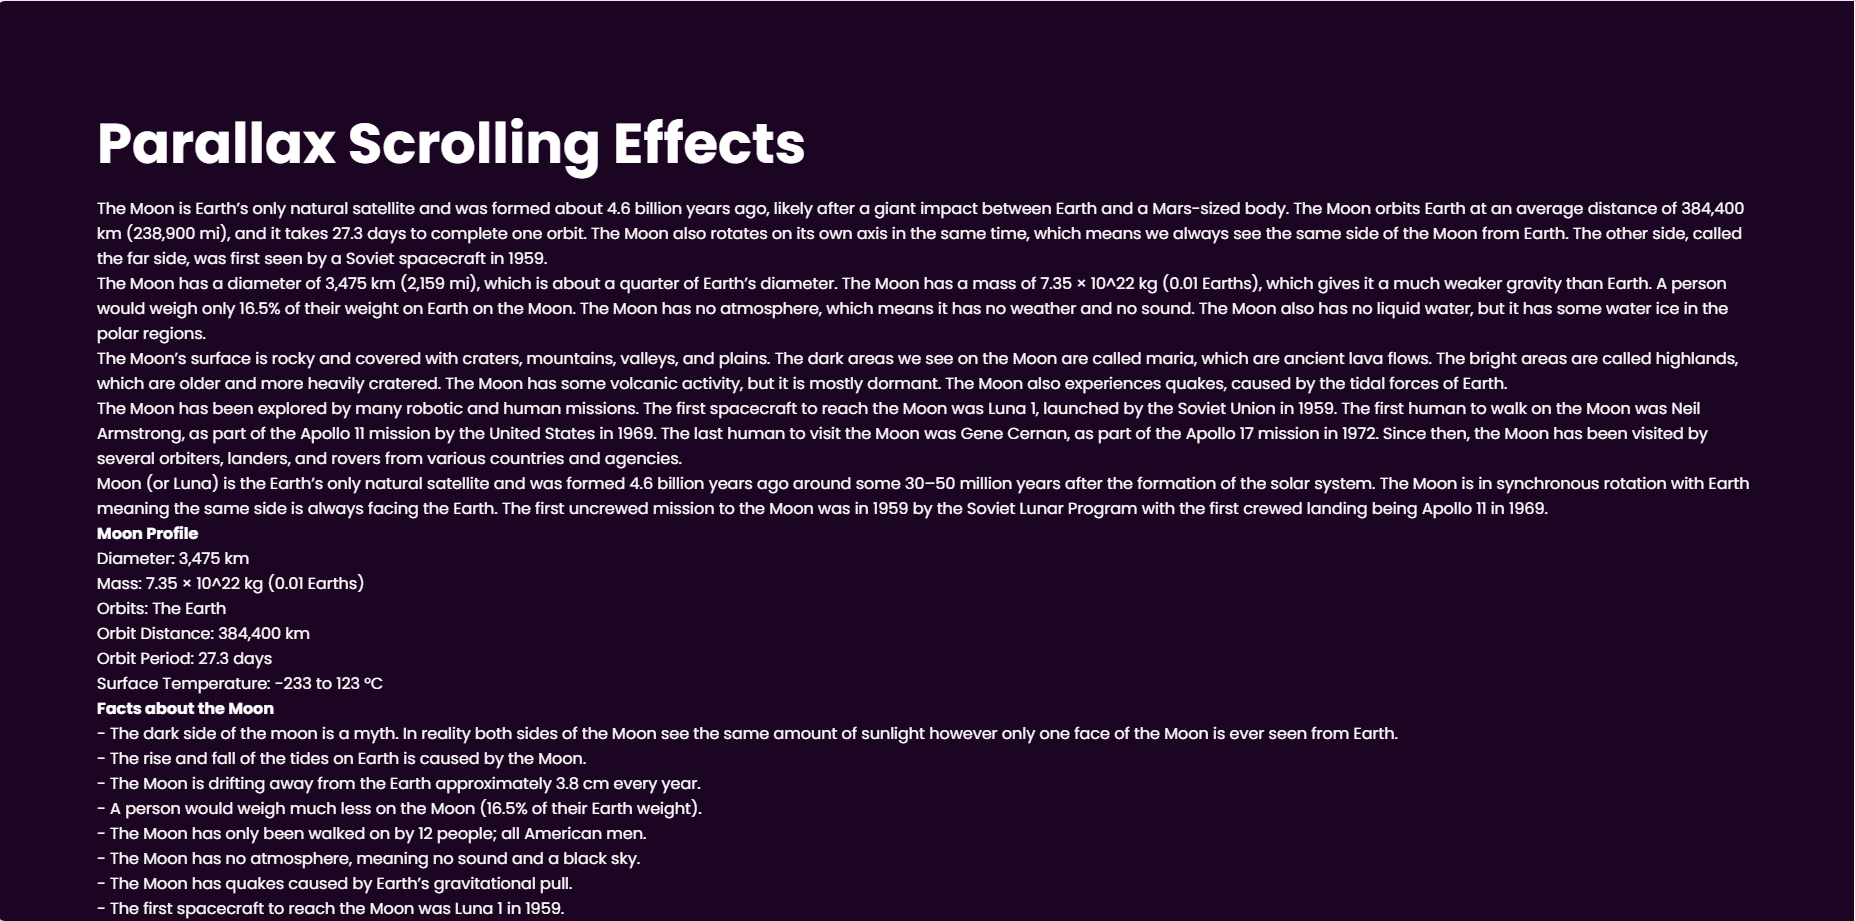 Parallax Scrolling Effects
The Moon is Earth’s only natural satellite and was formed about 4.6 billion years ago, likely after a giant impact between Earth and a Mars-sized body. The Moon orbits Earth at an average distance of 384,400
km (238,900 mi), and it takes 27.3 days to complete one orbit. The Moon also rotates on its own axis in the same time, which means we always see the same side of the Moon from Earth. The other side, called
the far side, was first seen by a Soviet spacecraft in 1959.
The Moon has a diameter of 3,475 km (2,159 mi), which is about a quarter of Earth’s diameter. The Moon has a mass of 7.35 × 10^22 kg (0.01 Earths), which gives it a much weaker gravity than Earth. A person
would weigh only 16.5% of their weight on Earth on the Moon. The Moon has no atmosphere, which means it has no weather and no sound. The Moon also has no liquid water, but it has some water ice in the
polar regions.
The Moon’s surface is rocky and covered with craters, mountains, valleys, and plains. The dark areas we see on the Moon are called maria, which are ancient lava flows. The bright areas are called highlands,
which are older and more heavily cratered. The Moon has some volcanic activity, but it is mostly dormant. The Moon also experiences quakes, caused by the tidal forces of Earth.
The Moon has been explored by many robotic and human missions. The first spacecraft to reach the Moon was Luna 1, launched by the Soviet Union in 1959. The first human to walk on the Moon was Neil
Armstrong, as part of the Apollo 11 mission by the United States in 1969. The last human to visit the Moon was Gene Cernan, as part of the Apollo 17 mission in 1972. Since then, the Moon has been visited by
several orbiters, landers, and rovers from various countries and agencies.
Moon (or Luna) is the Earth’s only natural satellite and was formed 4.6 billion years ago around some 30–50 million years after the formation of the solar system. The Moon is in synchronous rotation with Earth
meaning the same side is always facing the Earth. The first uncrewed mission to the Moon was in 1959 by the Soviet Lunar Program with the first crewed landing being Apollo 11 in 1969.
Moon Profile
Diameter: 3,475 km
Mass: 7.35 × 10^22 kg (0.01 Earths)
Orbits: The Earth
Orbit Distance: 384,400 km
Orbit Period: 27.3 days
Surface Temperature: -233 to 123 °C
Facts about the Moon
- The dark side of the moon is a myth. In reality both sides of the Moon see the same amount of sunlight however only one face of the Moon is ever seen from Earth.
- The rise and fall of the tides on Earth is caused by the Moon.
- The Moon is drifting away from the Earth approximately 3.8 cm every year.
- A person would weigh much less on the Moon (16.5% of their Earth weight).
- The Moon has only been walked on by 12 people; all American men.
- The Moon has no atmosphere, meaning no sound and a black sky.
- The Moon has quakes caused by Earth’s gravitational pull.
- The first spacecraft to reach the Moon was Luna 1 in 1959.